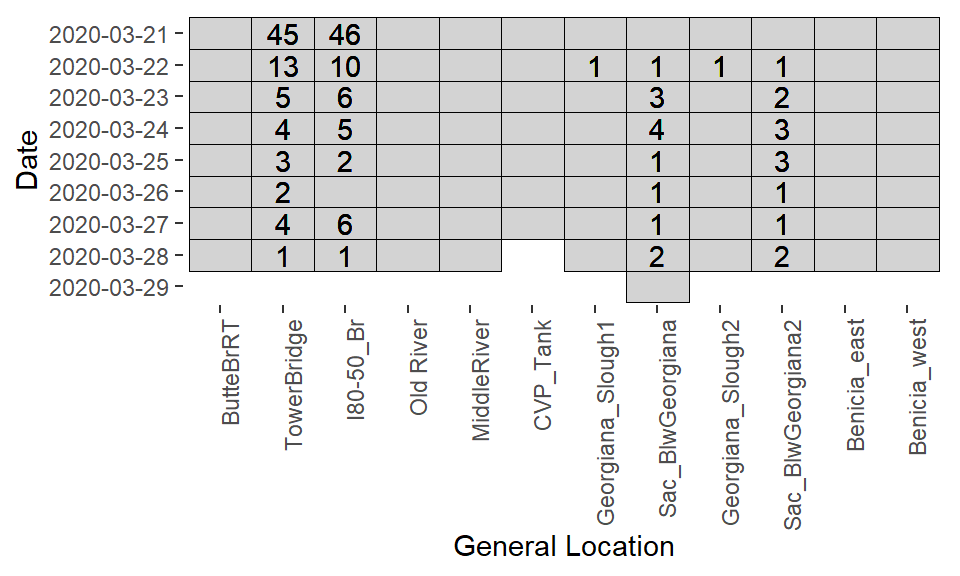 2020-03-21 45 46
2020-03-22 13 10 1 1 1 1
2020-03-23 5 6 3 2
2020-03-24 4 5 4 3
2020-03-25 3 2 1 3
2020-03-26 2 1 1
2020-03-27 4 6 1 1
2020-03-28 1 1 2 2
2020-03-29
Date
ButteBrRT
TowerBridge
I80-50_Br
Old River
MiddleRiver
CVP_Tank
Georgiana_Slough1
Sac_BlwGeorgiana
Georgiana_Slough2
Sac_BlwGeorgiana2
Benicia_east
Benicia_west
General Location